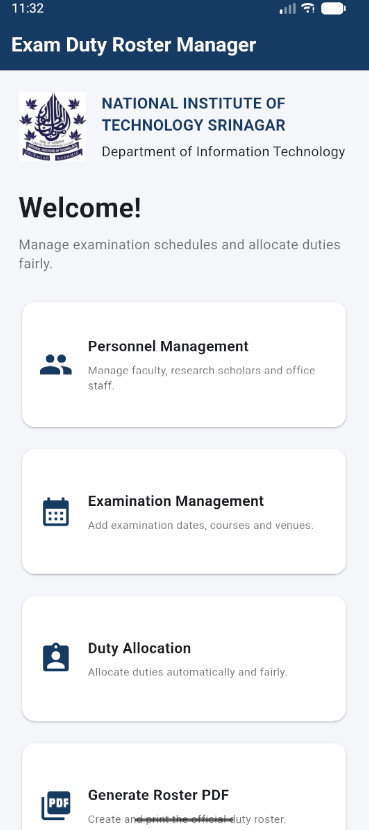 11:32
Exam Duty Roster Manager
NATIONAL INSTITUTE OF
TECHNOLOGY SRINAGAR
Department of Information Technology
Welcome!
Manage examination schedules and allocate duties
fairly.
Personnel Management
Manage faculty, research scholars and office
staff.
Examination Management
Add examination dates, courses and venues.
Duty Allocation
Allocate duties automatically and fairly.
PDF
Generate Roster PDF
Create and print the official duty roster.